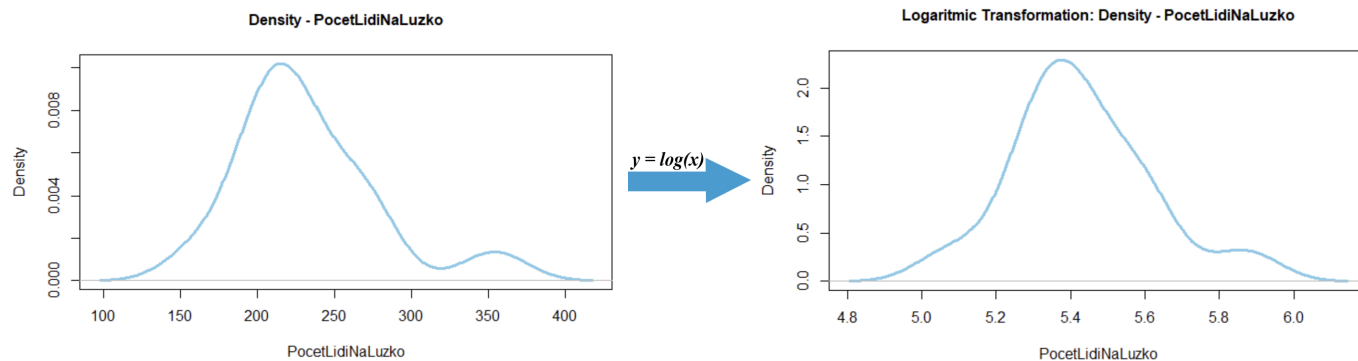 Density - PocetLidiNaLuzko
Density
0.000 0.004 0.008
100 150 200 250 300 350 400
PocetLidiNaLuzko
y = log(x)
Logaritmic Transformation: Density - PocetLidiNaLuzko
Density
0.0 0.5 1.0 1.5 2.0
4.8 5.0 5.2 5.4 5.6 5.8 6.0
PocetLidiNaLuzko